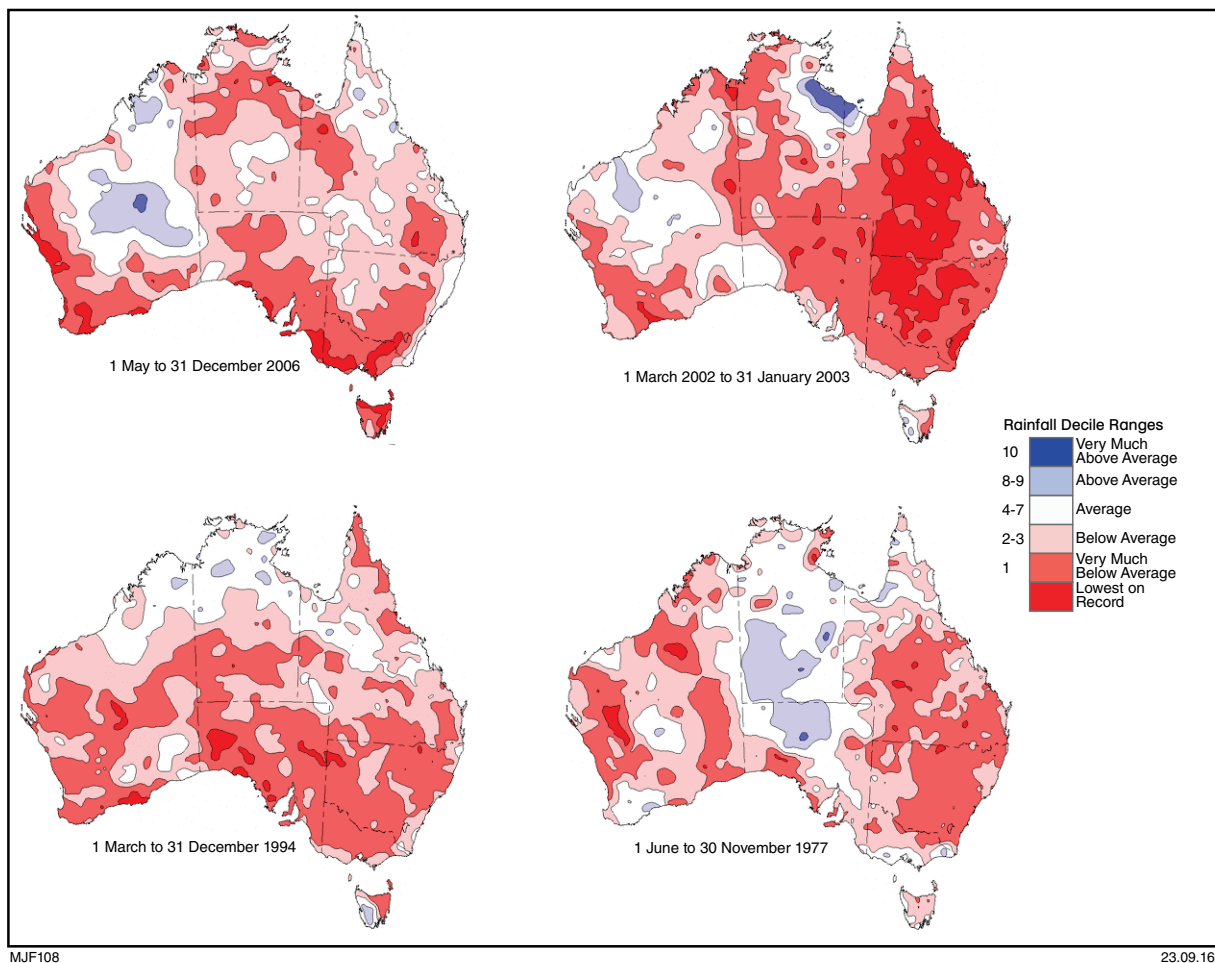 1 May to 31 December 2006
1 March 2002 to 31 January 2003
Rainfall Decile Ranges
10 Very Much
Above Average
8-9 Above Average
4-7 Average
2-3 Below Average
1 Very Much
Below Average
Lowest on
Record
1 March to 31 December 1994
1 June to 30 November 1977
MJF108
23.09.16